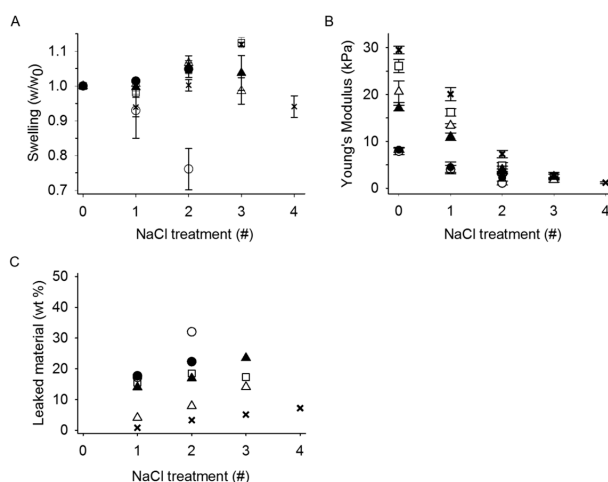 A
1.1
1.0
0.9
0.8
0.7
Swelling (w/w0)
0 1 2 3 4
NaCl treatment (#)
B
30
20
10
0
Young's Modulus (kPa)
0 1 2 3 4
NaCl treatment (#)
C
50
40
30
20
10
0
Leaked material (wt %)
0 1 2 3 4
NaCl treatment (#)